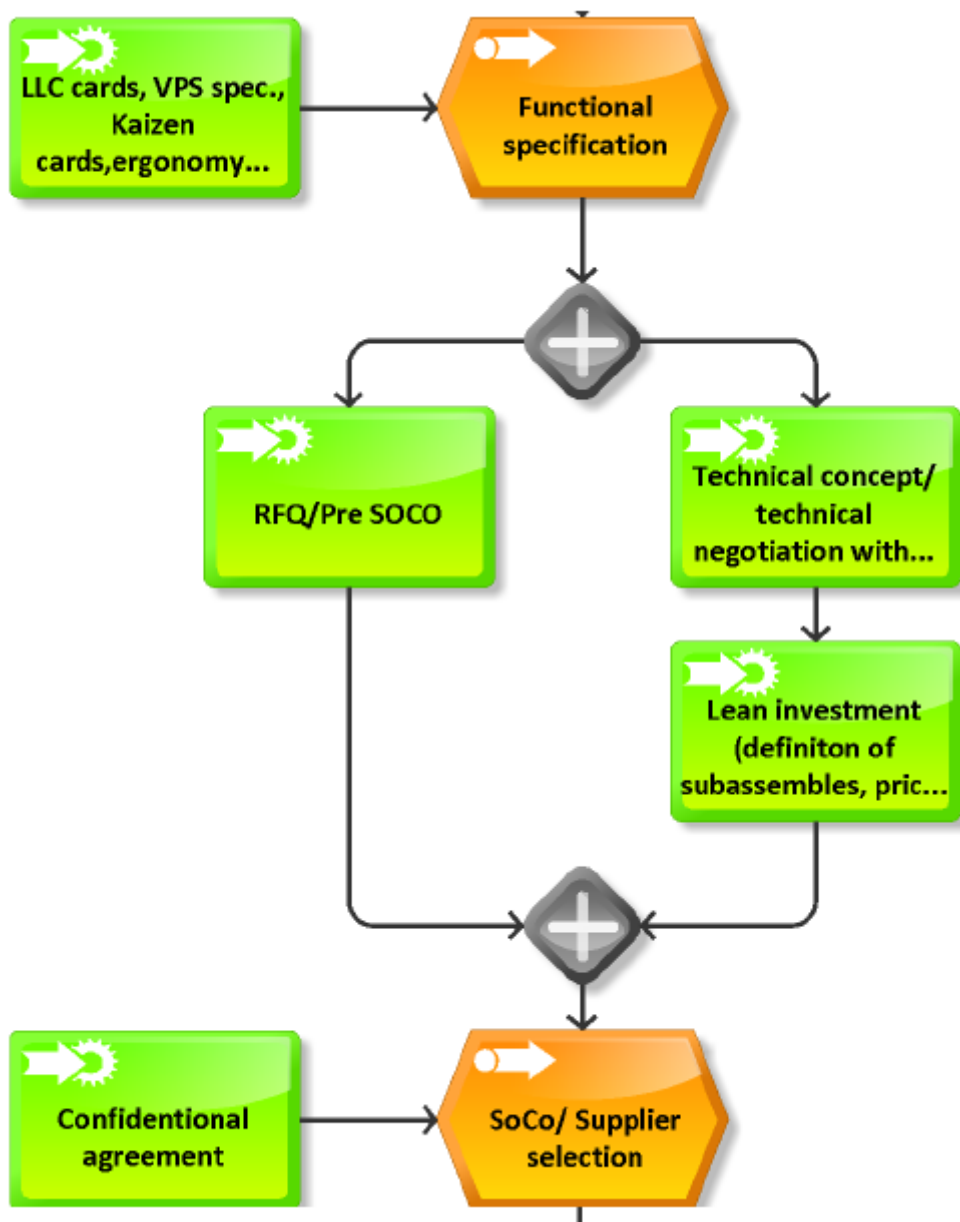 LLC cards, VPS spec.,
Kaizen
cards,ergonomy...
Functional
specification
RFQ/Pre SOCO
Technical concept/
technical
negotiation with...
Lean investment
(definiton of
subassembles, pric...
Confidentional
agreement
SoCo/ Supplier
selection